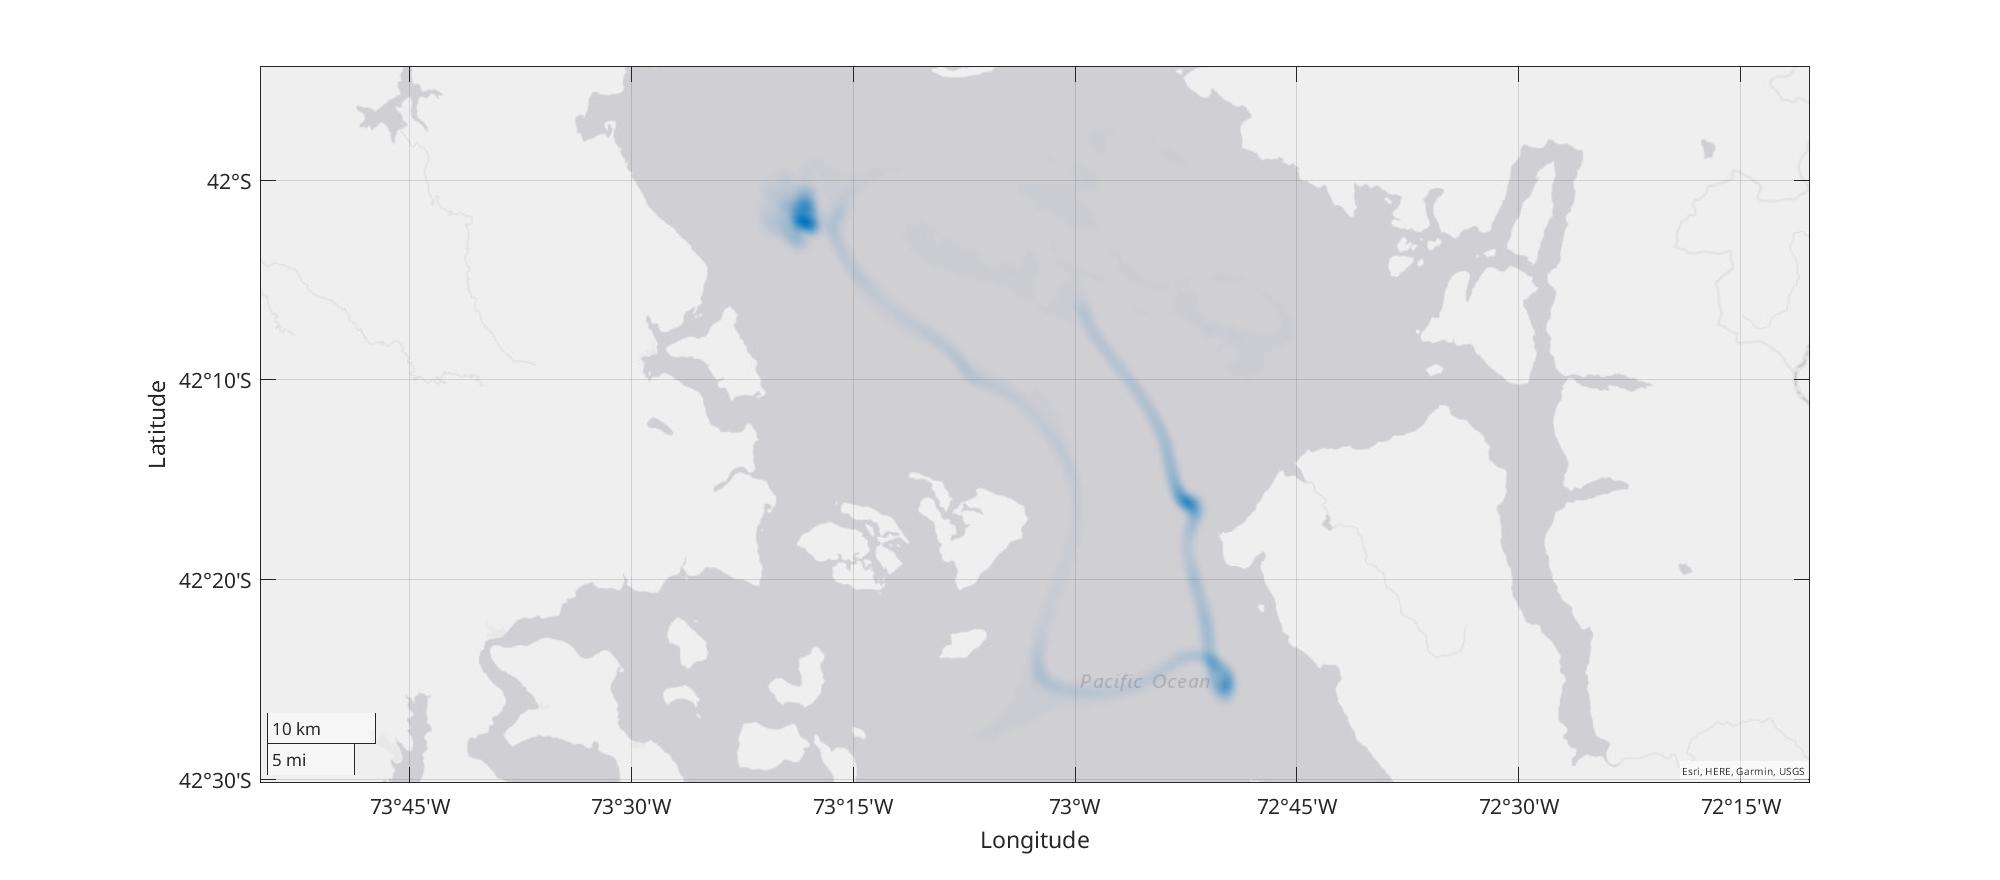 42°S
42°10'S
42°20'S
42°30'S
Latitude
Pacific Ocean
10 km
5 mi
Esri, HERE, Garmin, USGS
73°45'W
73°30'W
73°15'W
73°W
72°45'W
72°30'W
72°15'W
Longitude